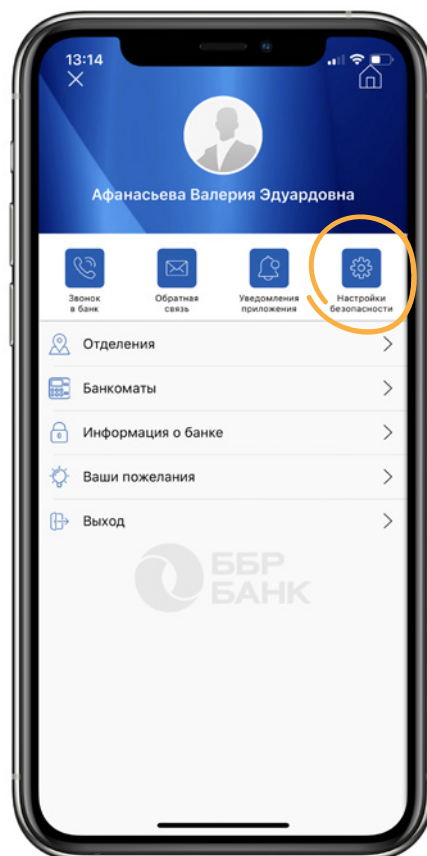 13:14
Афанасьева Валерия Эдуардовна
Звонок
в банк
Обратная
связь
Уведомления
приложения
Настройки
безопасности
Отделения
Банкоматы
Информация о банке
Ваши пожелания
Выход
ББР
БАНК